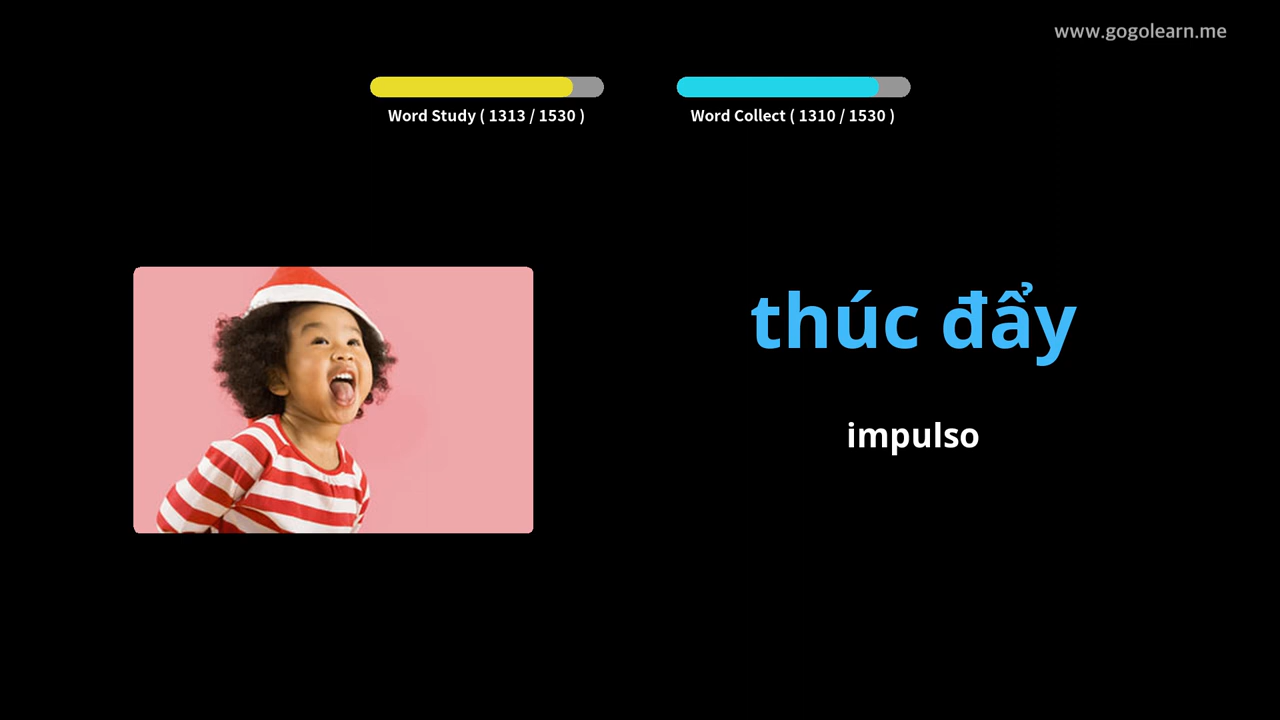 www.gogolearn.me
Word Study ( 1313 / 1530 )
Word Collect ( 1310 / 1530 )
thúc đẩy
impulso